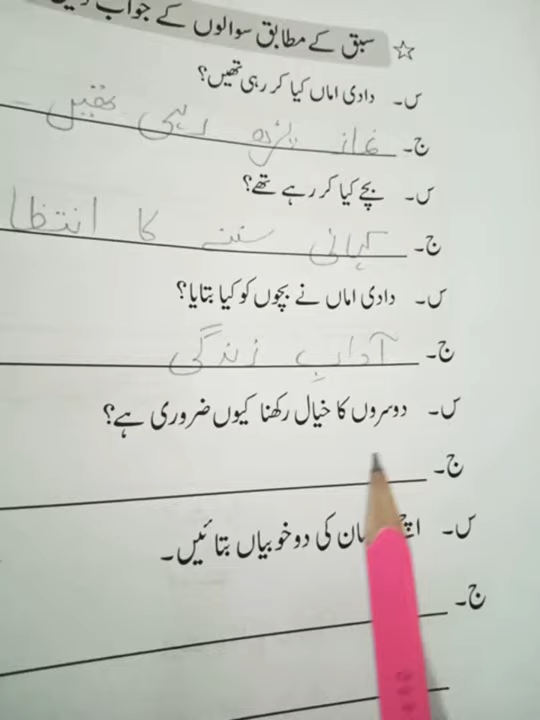 ☆ سبق کے مطابق سوالوں کے جواب
س۔ دادی اماں کیا کر رہی تھیں؟
ج۔ نماز پڑھ رہی تھیں۔
س۔ بچے کیا کر رہے تھے؟
ج۔ کہانی سننے کا انتظا
س۔ دادی اماں نے بچوں کو کیا بتایا؟
ج۔ آدابِ زندگی
س۔ دوسروں کا خیال رکھنا کیوں ضروری ہے؟
ج۔
س۔ کی دو خوبیاں بتائیں۔
ج۔